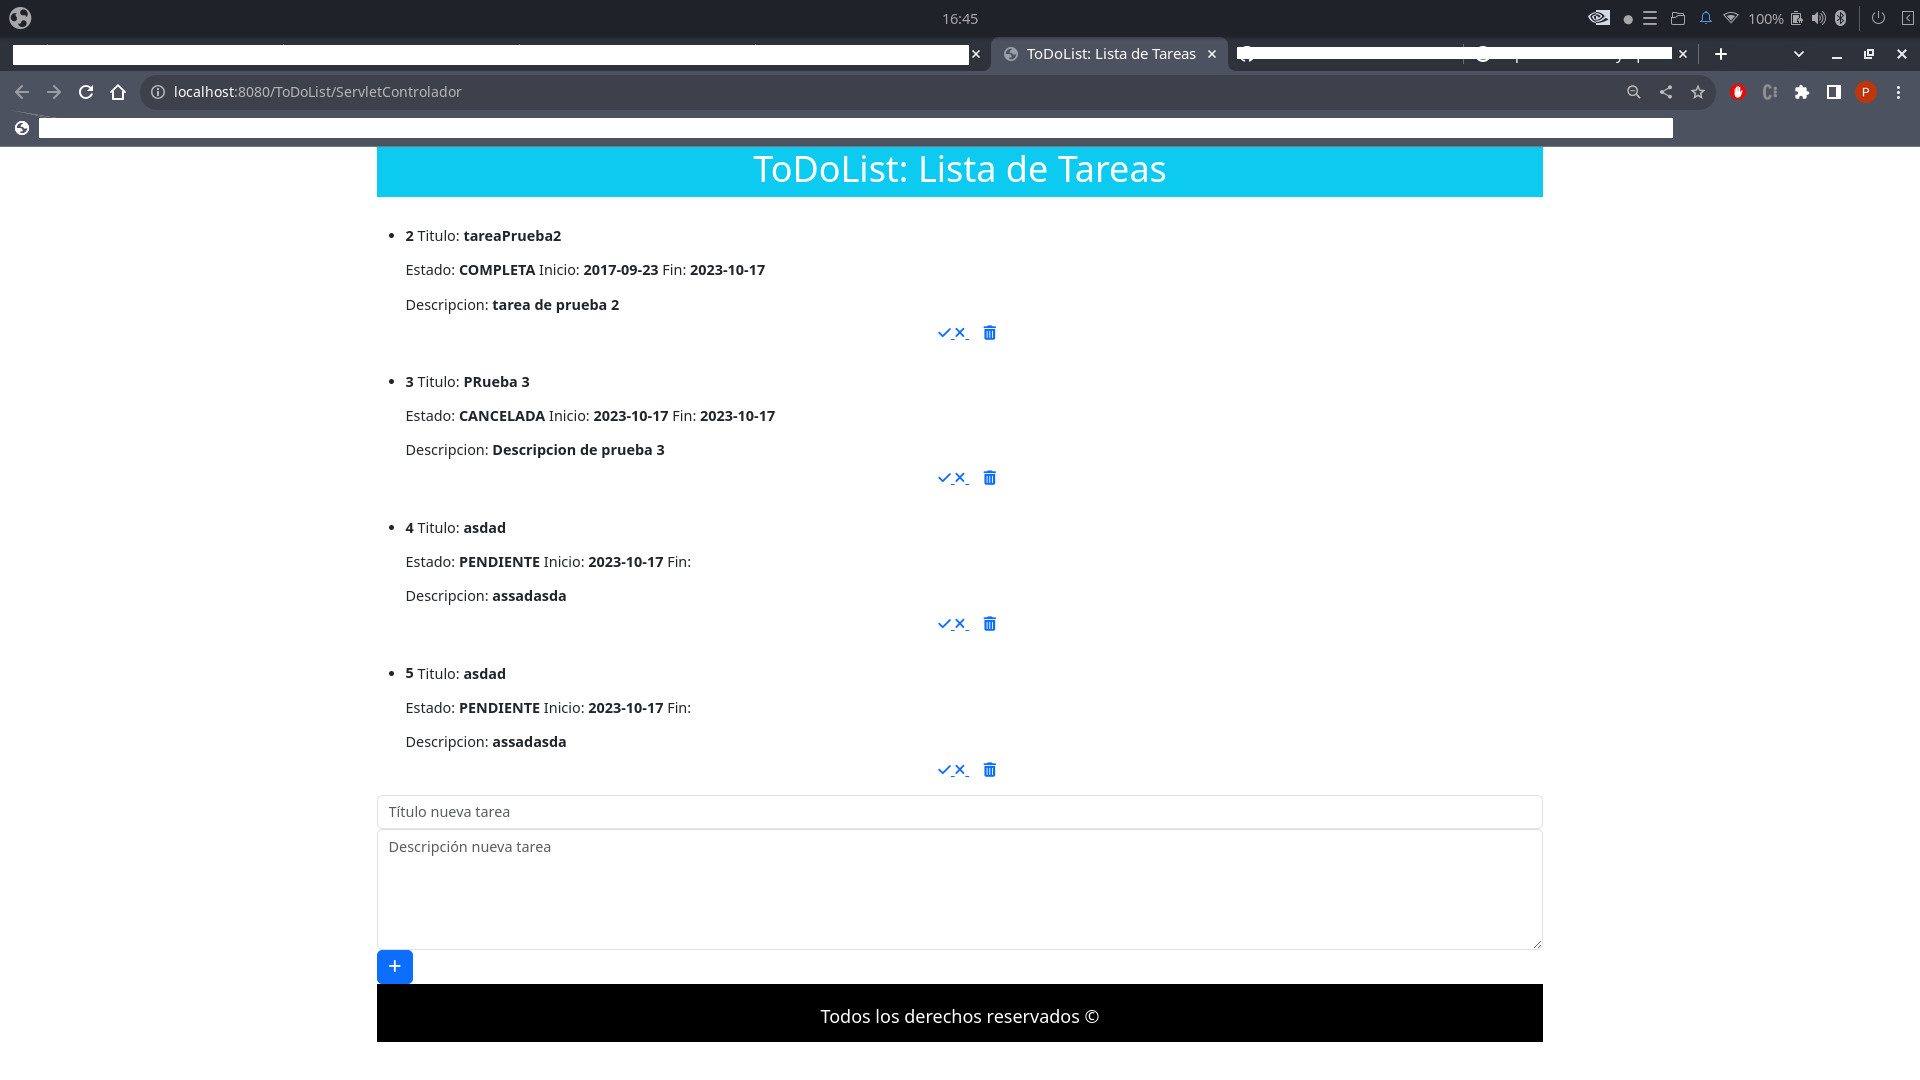 16:45
100%
ToDoList: Lista de Tareas
localhost:8080/ToDoList/ServletControlador
P
ToDoList: Lista de Tareas
2 Titulo: tareaPrueba2
Estado: COMPLETA Inicio: 2017-09-23 Fin: 2023-10-17
Descripcion: tarea de prueba 2
3 Titulo: PRueba 3
Estado: CANCELADA Inicio: 2023-10-17 Fin: 2023-10-17
Descripcion: Descripcion de prueba 3
4 Titulo: asdad
Estado: PENDIENTE Inicio: 2023-10-17 Fin:
Descripcion: assadasda
5 Titulo: asdad
Estado: PENDIENTE Inicio: 2023-10-17 Fin:
Descripcion: assadasda
Título nueva tarea
Descripción nueva tarea
+
Todos los derechos reservados ©